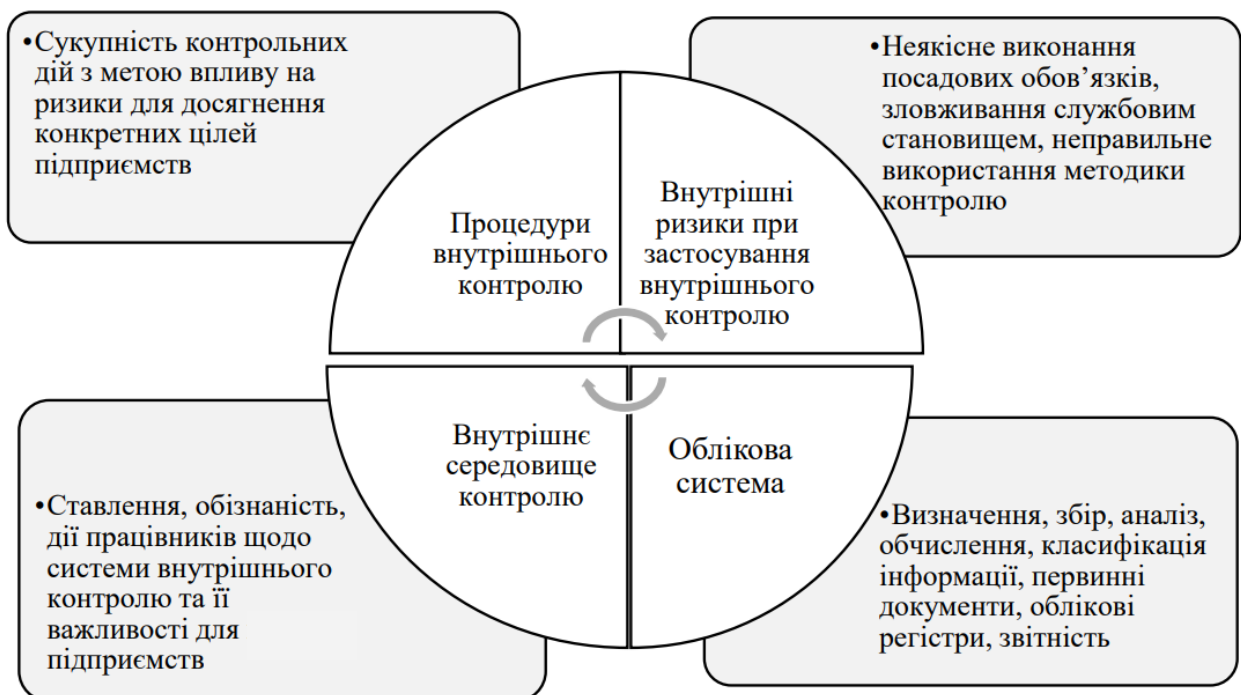 •Сукупність контрольних
дій з метою впливу на
ризики для досягнення
конкретних цілей
підприємств
•Неякісне виконання
посадових обов’язків,
зловживання службовим
становищем, неправильне
використання методики
контролю
Процедури
внутрішнього
контролю
Внутрішні
ризики при
застосування
внутрішнього
контролю
Внутрішнє
середовище
контролю
Облікова
система
•Ставлення, обізнаність,
дії працівників щодо
системи внутрішнього
контролю та її
важливості для
підприємств
•Визначення, збір, аналіз,
обчислення, класифікація
інформації, первинні
документи, облікові
регістри, звітність